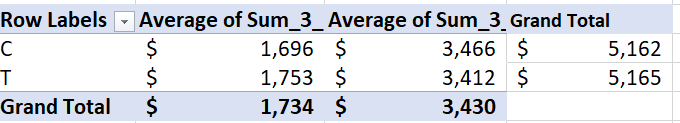 Row Labels Average of Sum_3_ Average of Sum_3_ Grand Total
C $ 1,696 $ 3,466 $ 5,162
T $ 1,753 $ 3,412 $ 5,165
Grand Total $ 1,734 $ 3,430